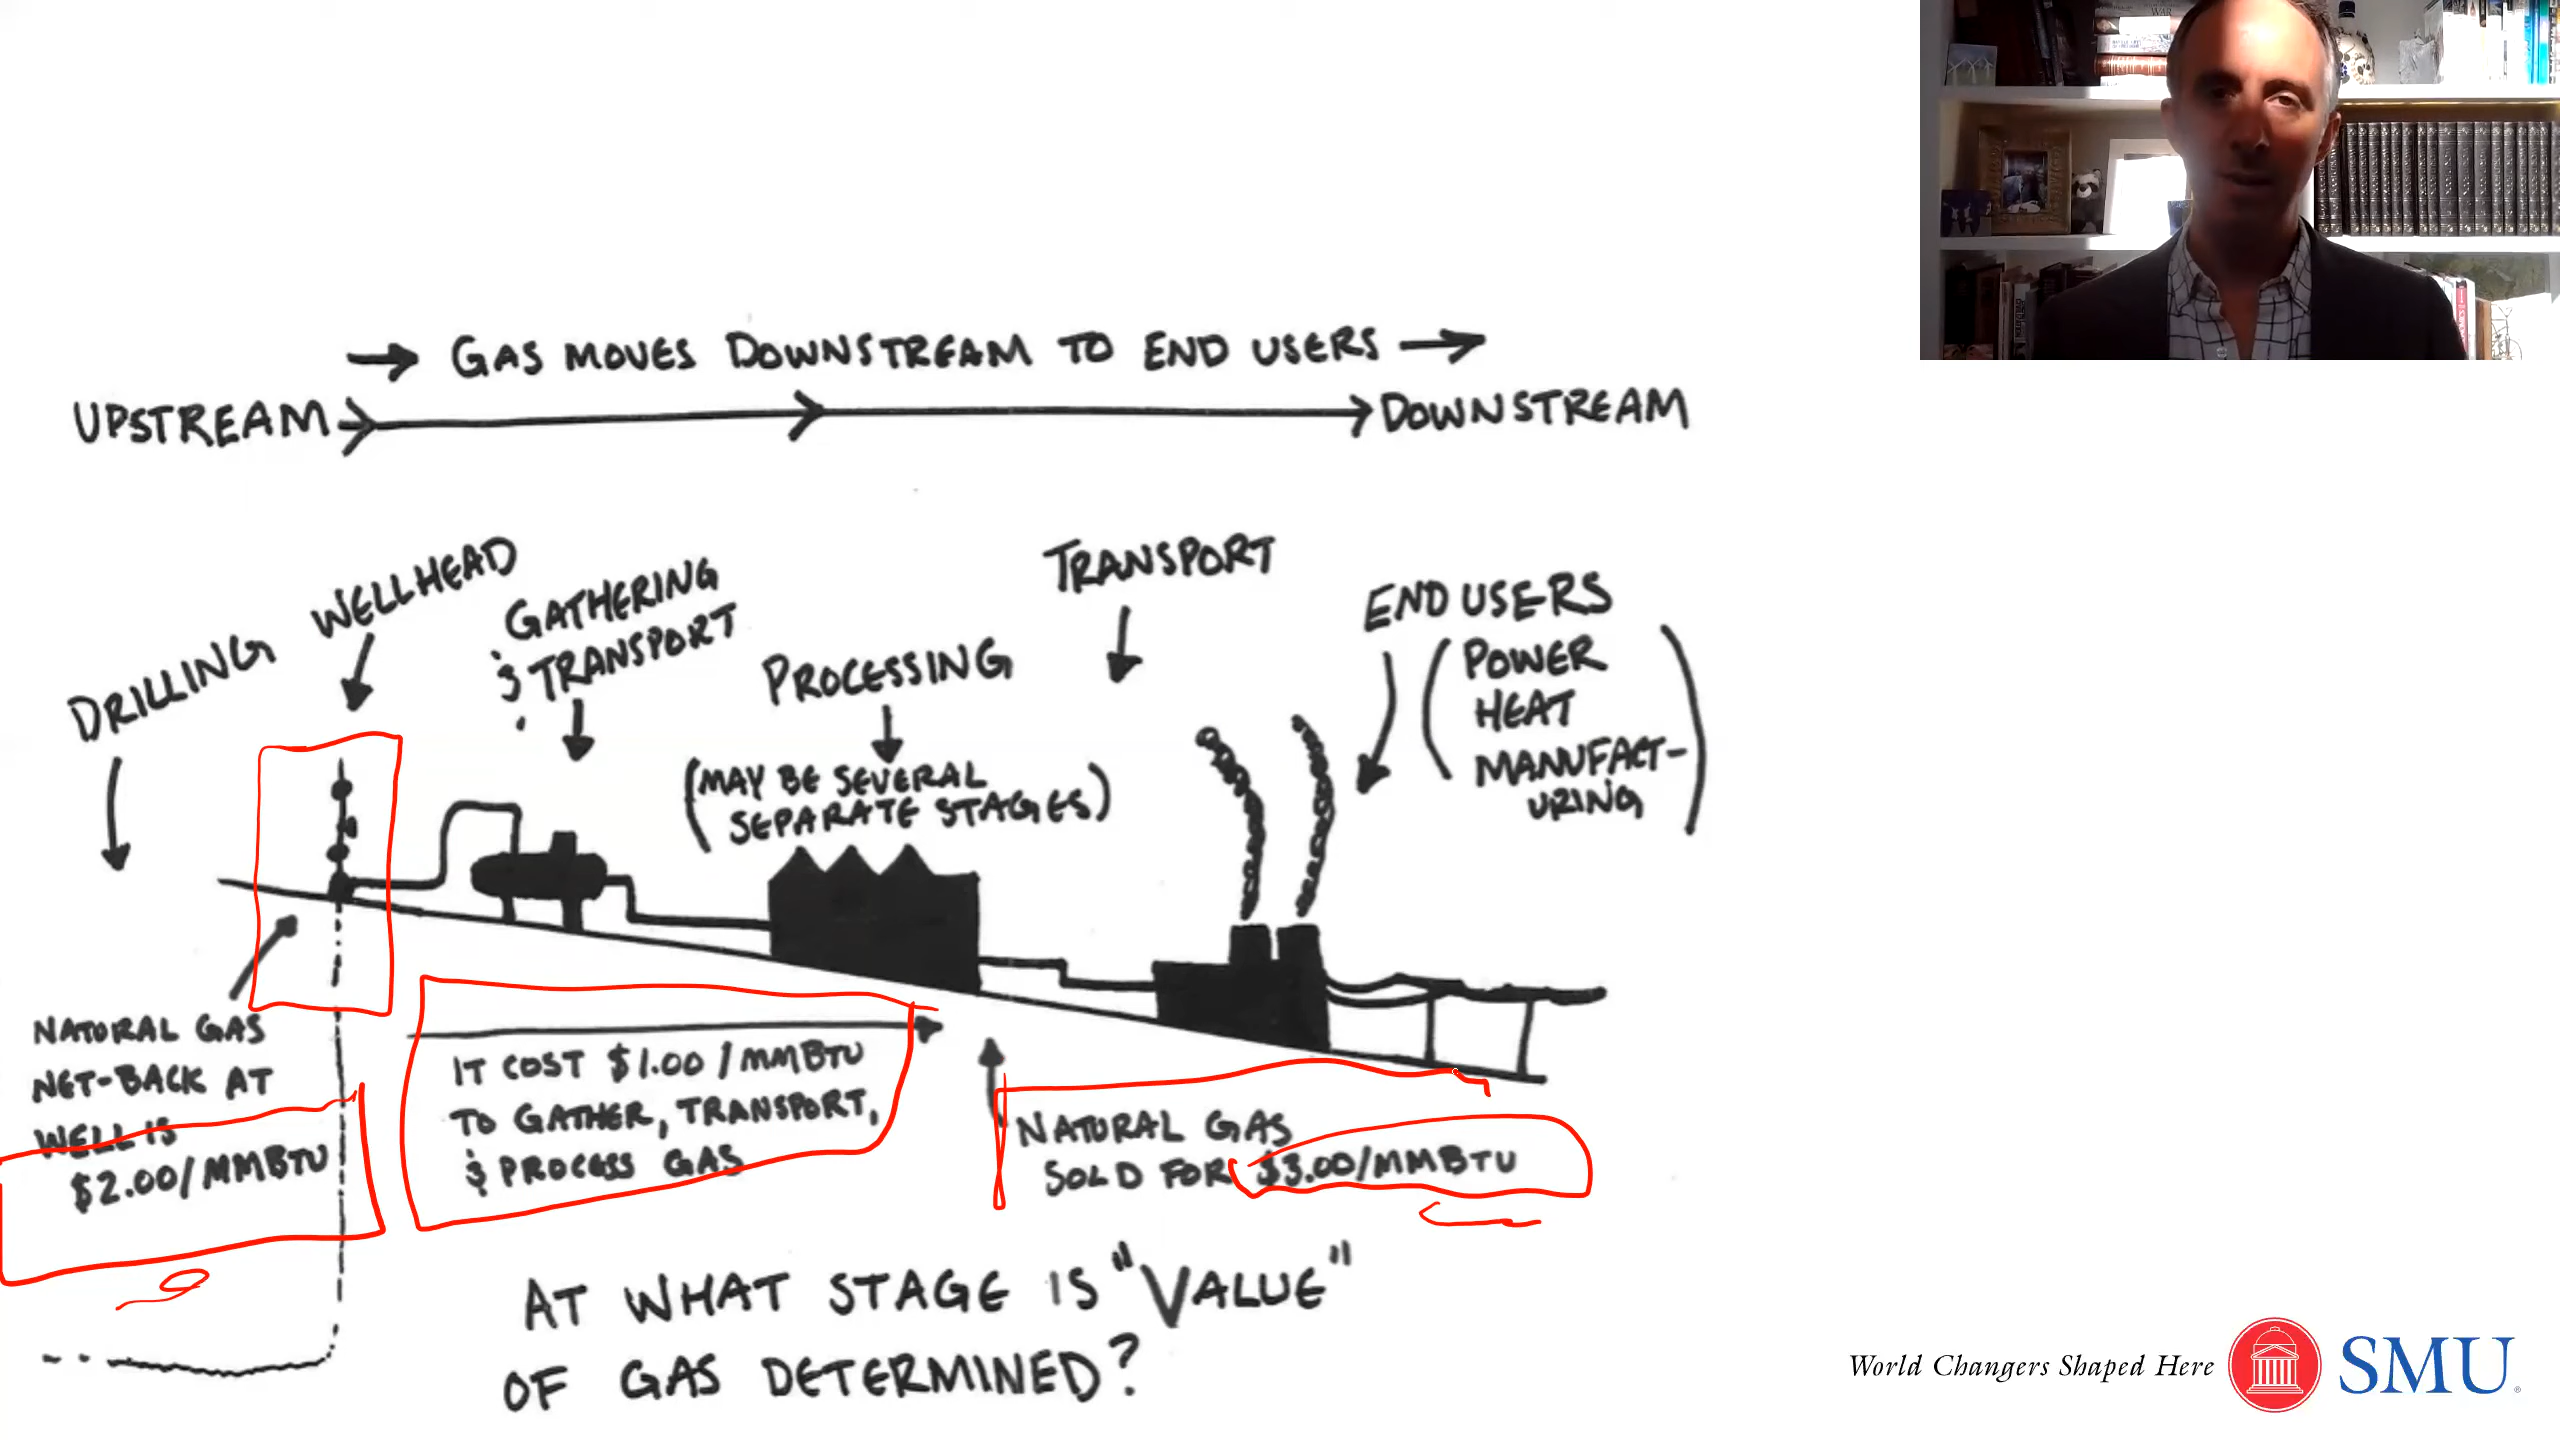 → GAS MOVES DOWNSTREAM TO END USERS →
UPSTREAM
DOWNSTREAM
DRILLING
WELLHEAD
GATHERING
& TRANSPORT
PROCESSING
(MAY BE SEVERAL
SEPARATE STAGES)
TRANSPORT
END USERS
(POWER
HEAT
MANUFACT-
URING)
NATURAL GAS
NET-BACK AT
WELL IS
$2.00/MMBTU
IT COST $1.00/MMBTU
TO GATHER, TRANSPORT,
& PROCESS GAS
NATURAL GAS
SOLD FOR $3.00/MMBTU
AT WHAT STAGE IS "VALUE"
OF GAS DETERMINED?
World Changers Shaped Here
SMU